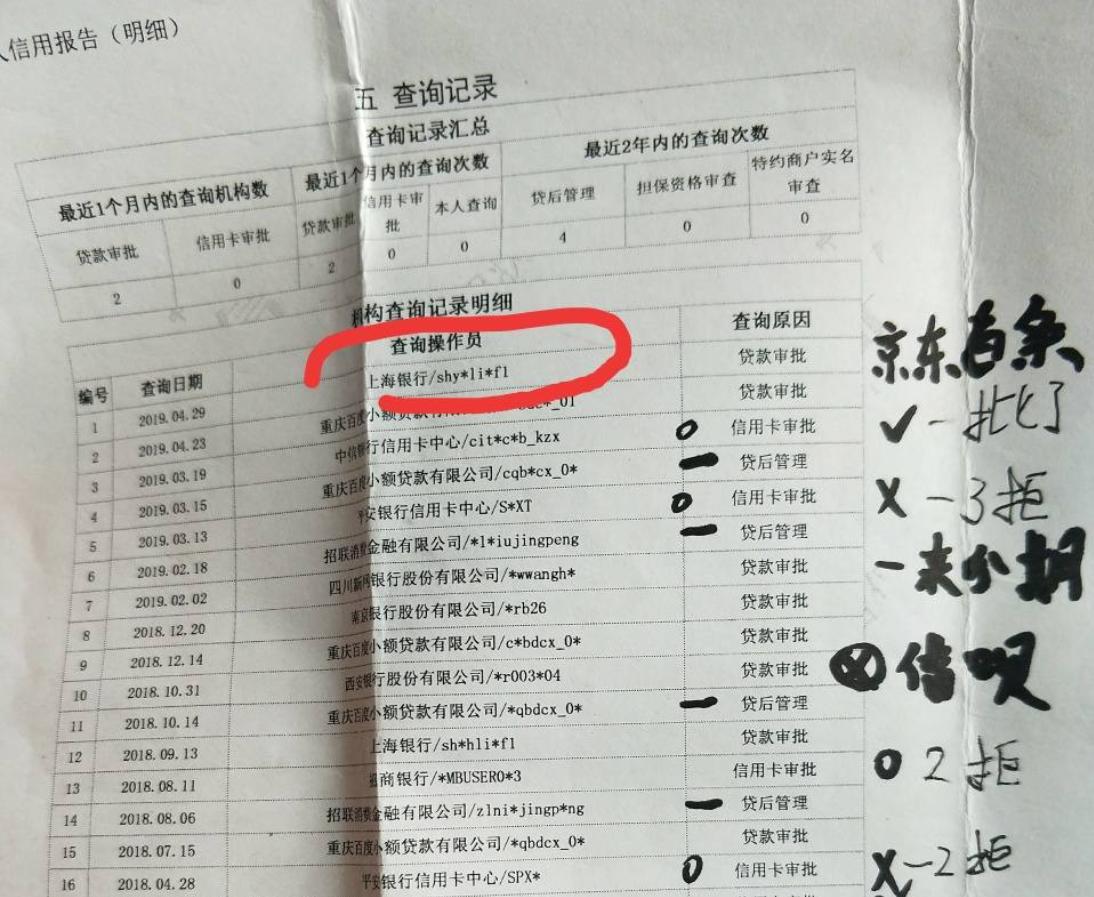 人信用报告（明细）
五 查询记录
查询记录汇总
最近1个月内的查询机构数 最近1个月内的查询次数 最近2年内的查询次数
贷款审批 信用卡审批 贷款审批 信用卡审批 本人查询 贷后管理 担保资格审查 特约商户实名审查
2 0 2 0 0 4 0 0
机构查询记录明细
编号 查询日期 查询操作员 查询原因
1 2019.04.29 上海银行/shy*li*fl 贷款审批 京东白条
2 2019.04.23 重庆百度小额贷款有限 _01 贷款审批
3 2019.03.19 中信银行信用卡中心/cit*c*b_kzx 信用卡审批 ✓-批了
4 2019.03.15 重庆百度小额贷款有限公司/cqb*cx_0* 贷后管理
5 2019.03.13 平安银行信用卡中心/S*XT 信用卡审批 X-3拒
6 2019.02.18 招联消费金融有限公司/*l*iujingpeng 贷后管理
7 2019.02.02 四川新网银行股份有限公司/*wwangh* 贷款审批 -来分期
8 2018.12.20 南京银行股份有限公司/*rb26 贷款审批
9 2018.12.14 重庆百度小额贷款有限公司/c*bdcx_0* 贷款审批
10 2018.10.31 西安银行股份有限公司/*r003*04 贷款审批 借呗
11 2018.10.14 重庆百度小额贷款有限公司/*qbdcx_0* 贷后管理
12 2018.09.13 上海银行/sh*hli*fl 贷款审批
13 2018.08.11 招商银行/*MBUSER0*3 信用卡审批 0 2拒
14 2018.08.06 招联消费金融有限公司/zlni*jingp*ng 贷后管理
15 2018.07.15 重庆百度小额贷款有限公司/*qbdcx_0* 贷款审批
16 2018.04.28 平安银行信用卡中心/SPX* 信用卡审批 X-2拒